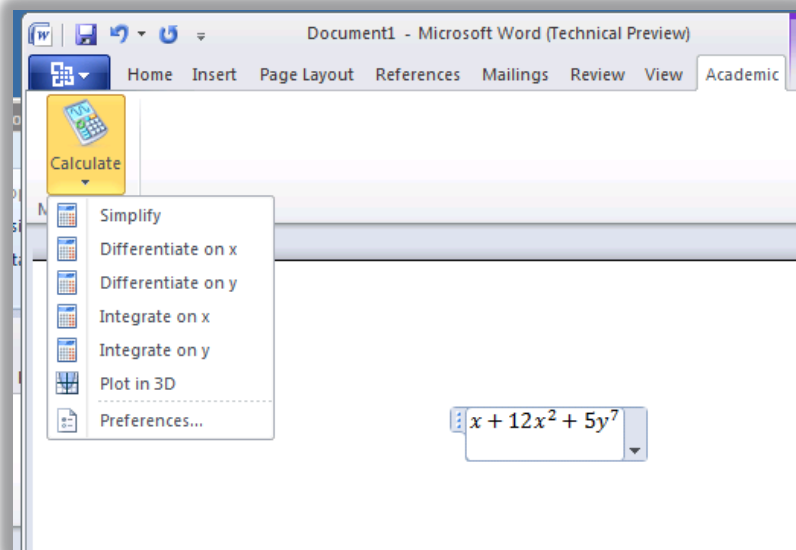 Document1 - Microsoft Word (Technical Preview)
Home Insert Page Layout References Mailings Review View Academic
Calculate
Simplify
Differentiate on x
Differentiate on y
Integrate on x
Integrate on y
Plot in 3D
Preferences...
x + 12x² + 5y⁷